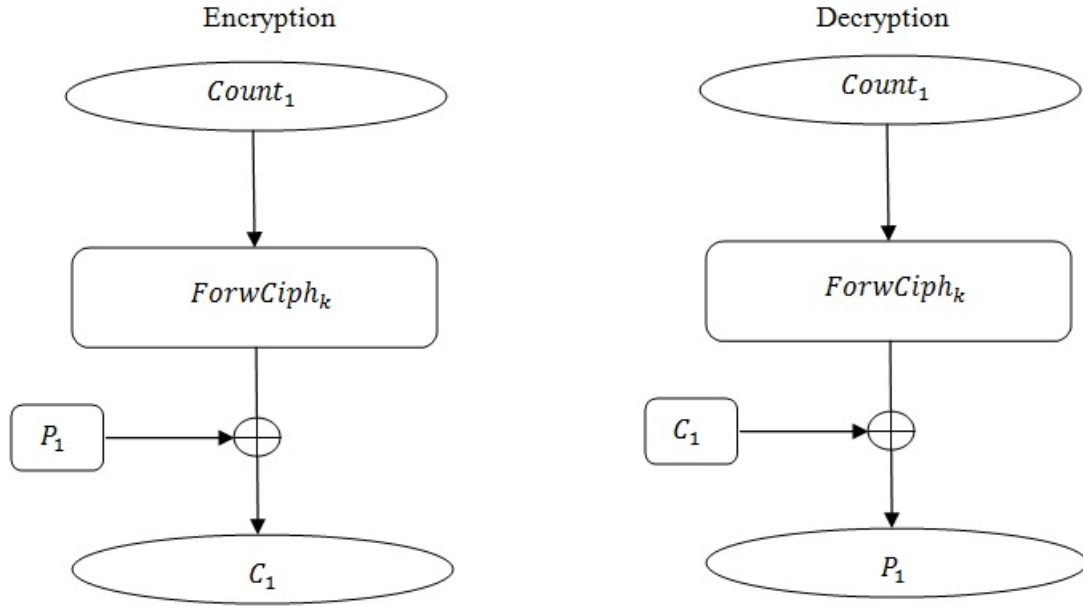 Encryption
Count₁
ForwCiphₖ
P₁
C₁
Decryption
Count₁
ForwCiphₖ
C₁
P₁